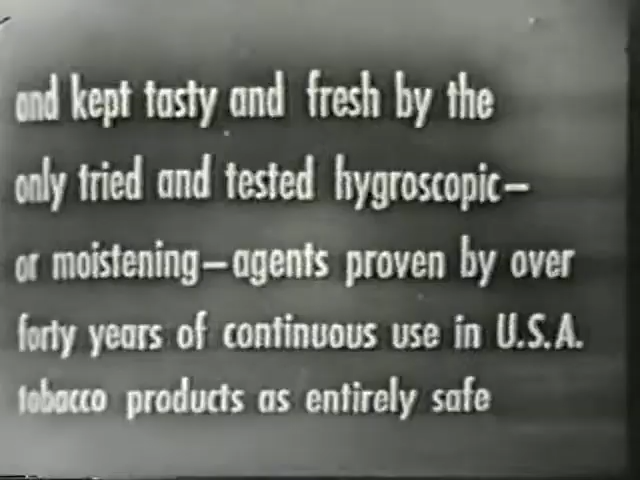 and kept tasty and fresh by the
only tried and tested hygroscopic—
or moistening—agents proven by over
forty years of continuous use in U.S.A.
tobacco products as entirely safe